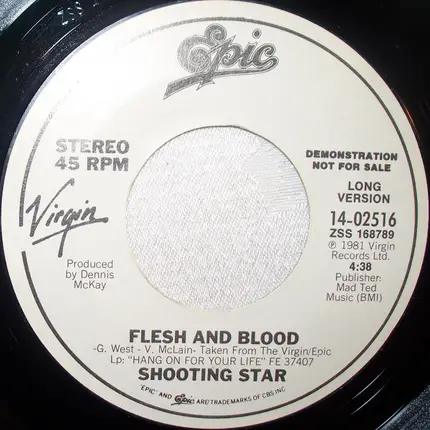 Epic
STEREO
45 RPM
Virgin
Produced by Dennis
McKay
DEMONSTRATION
NOT FOR SALE
LONG
VERSION
14-02516
ZSS 168789
℗ 1981 Virgin
Records Ltd.
4:38
Publisher:
Mad Ted
Music (BMI)
FLESH AND BLOOD
-G. West - V. McLain- Taken From The Virgin/Epic
Lp: "HANG ON FOR YOUR LIFE" FE 37407
SHOOTING STAR
"EPIC" AND Epic ARE TRADEMARKS OF CBS INC